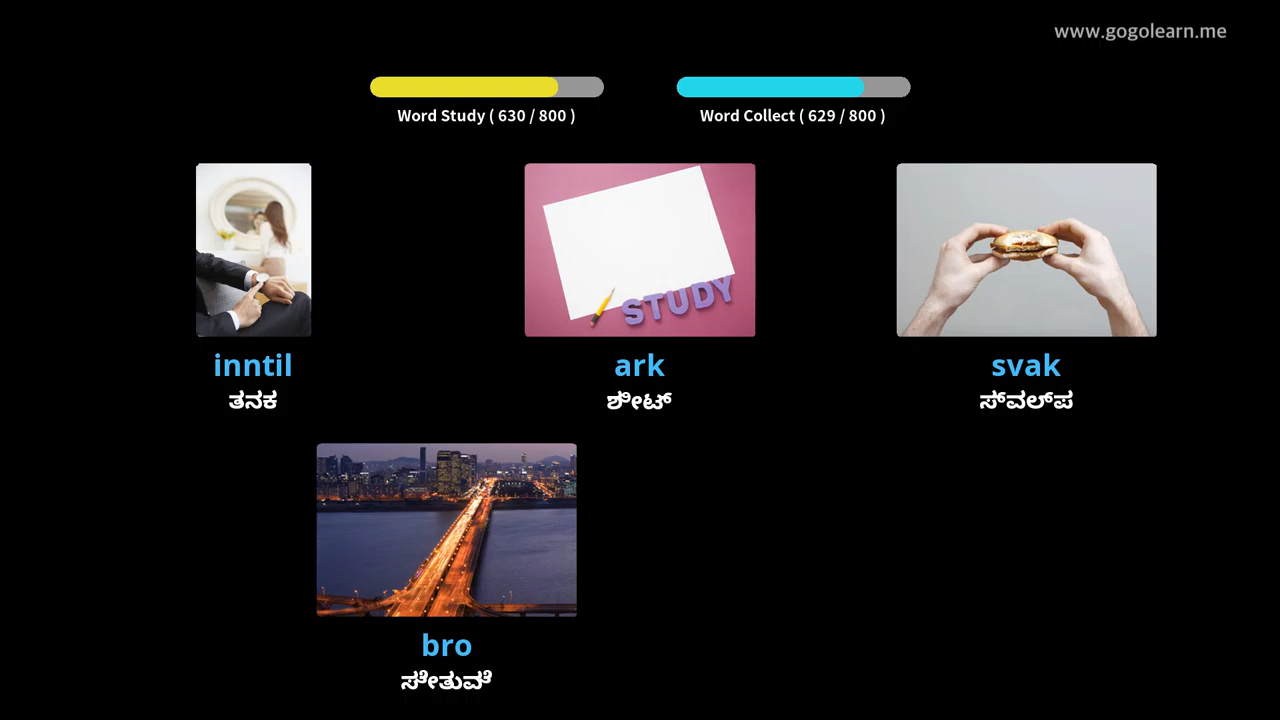 www.gogolearn.me
Word Study ( 630 / 800 )
Word Collect ( 629 / 800 )
STUDY
inntil
ತನಕ
ark
ಶೀಟ್
svak
ಸ್ವಲ್ಪ
bro
ಸೇತುವೆ